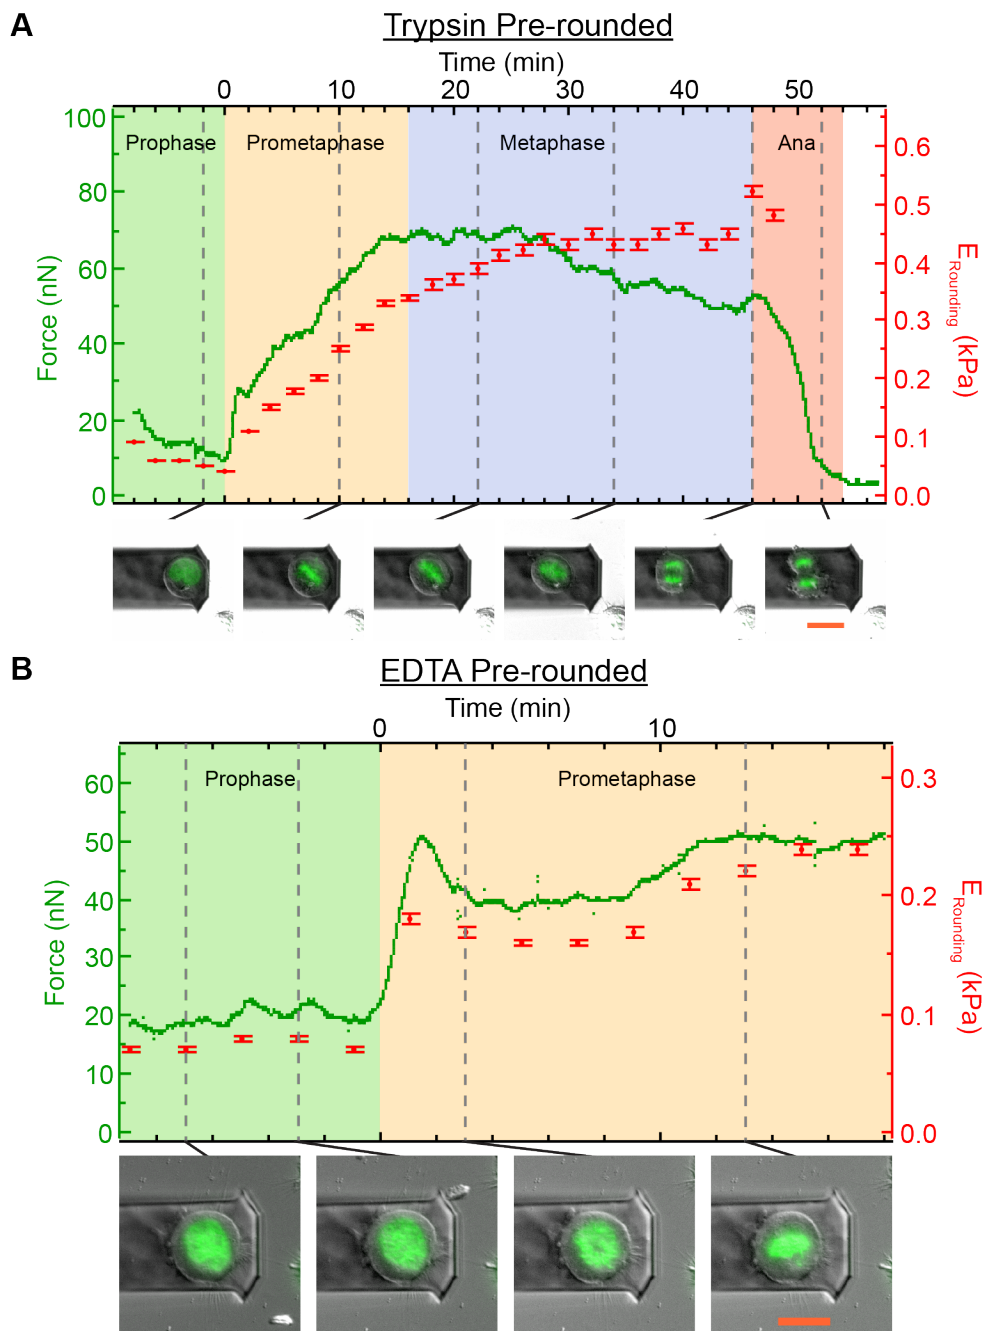 A
Trypsin Pre-rounded
Time (min)
0 10 20 30 40 50
Prophase Prometaphase Metaphase Ana
Force (nN)
100
80
60
40
20
0
0.6
0.5
0.4
0.3
0.2
0.1
0.0
E Rounding (kPa)
B
EDTA Pre-rounded
Time (min)
0 10
Prophase Prometaphase
Force (nN)
60
50
40
30
20
10
0
0.3
0.2
0.1
0.0
E Rounding (kPa)